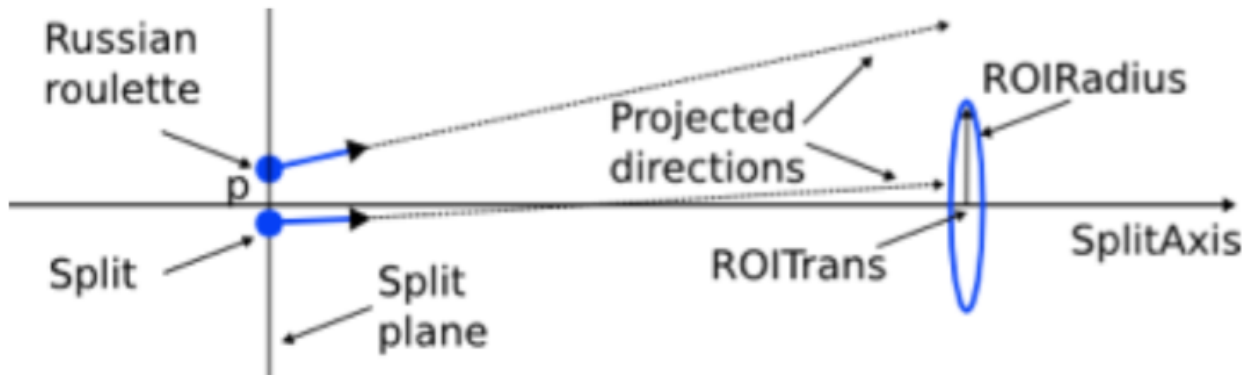 Russian
roulette
ROIRadius
Projected
directions
p
SplitAxis
ROITrans
Split
Split
plane